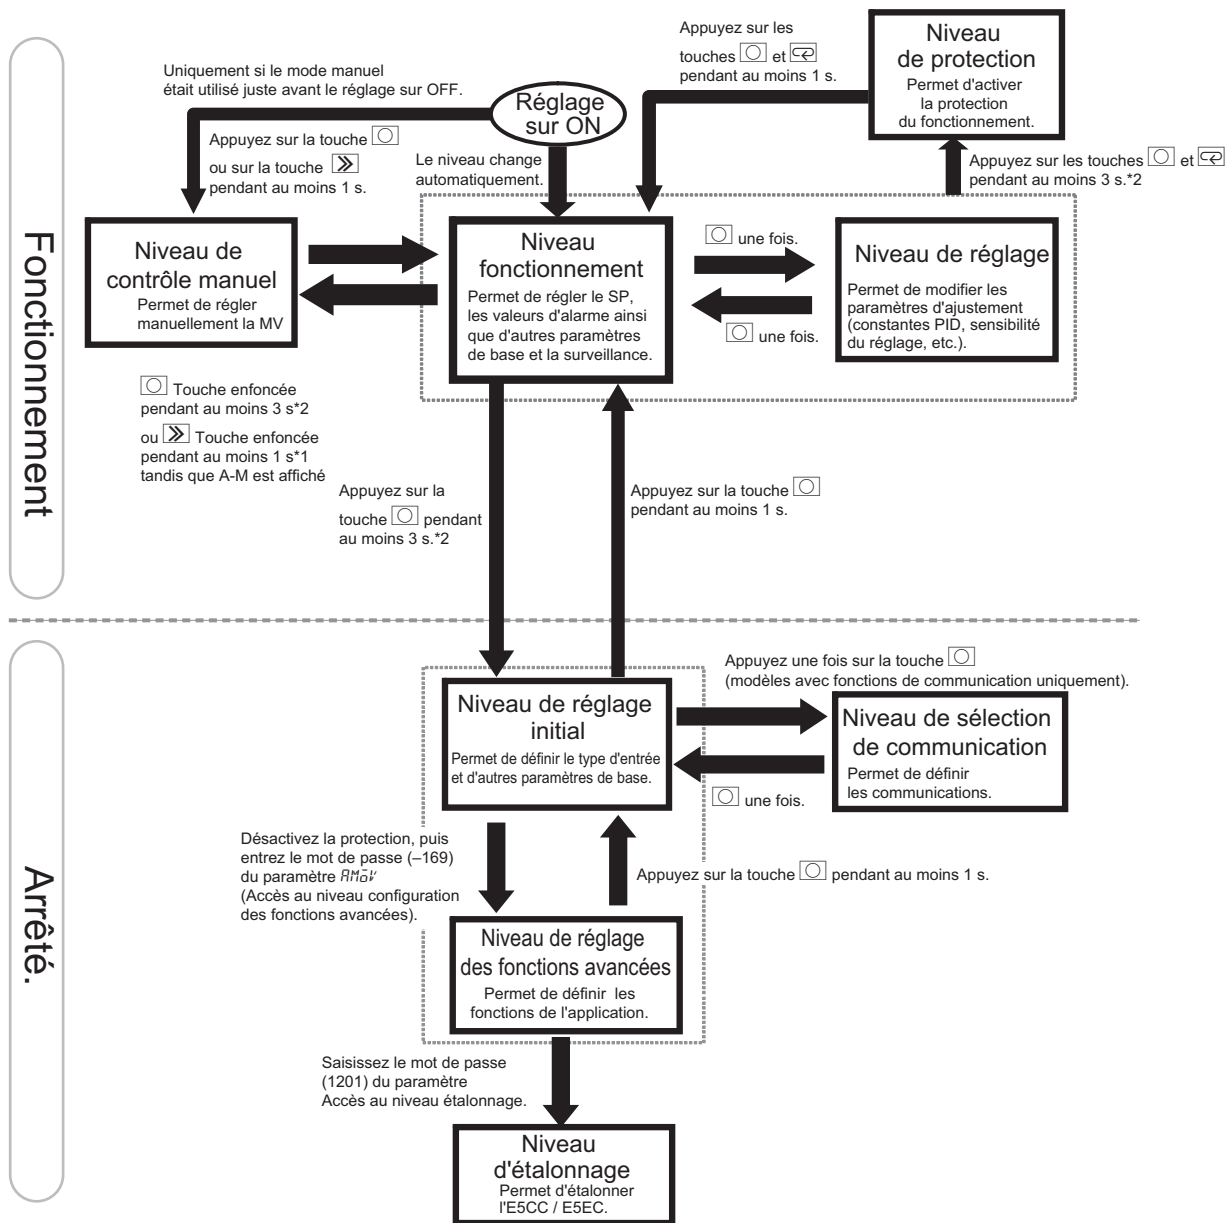 Fonctionnement
Uniquement si le mode manuel
était utilisé juste avant le réglage sur OFF.
Réglage
sur ON
Appuyez sur les
touches et
pendant au moins 1 s.
Niveau
de protection
Permet d'activer
la protection
du fonctionnement.
Appuyez sur la touche
ou sur la touche
pendant au moins 1 s.
Le niveau change
automatiquement.
Appuyez sur les touches et
pendant au moins 3 s.*2
Niveau de
contrôle manuel
Permet de régler
manuellement la MV
Niveau
fonctionnement
Permet de régler le SP,
les valeurs d'alarme ainsi
que d'autres paramètres
de base et la surveillance.
une fois.
une fois.
Niveau de réglage
Permet de modifier les
paramètres d'ajustement
(constantes PID, sensibilité
du réglage, etc.).
Touche enfoncée
pendant au moins 3 s*2
ou Touche enfoncée
pendant au moins 1 s*1
tandis que A-M est affiché
Appuyez sur la
touche pendant
au moins 3 s.*2
Appuyez sur la touche
pendant au moins 1 s.
Arrêté.
Niveau de réglage
initial
Permet de définir le type d'entrée
et d'autres paramètres de base.
Appuyez une fois sur la touche
(modèles avec fonctions de communication uniquement).
Niveau de sélection
de communication
Permet de définir
les communications.
une fois.
Désactivez la protection, puis
entrez le mot de passe (–169)
du paramètre AMoV
(Accès au niveau configuration
des fonctions avancées).
Appuyez sur la touche pendant au moins 1 s.
Niveau de réglage
des fonctions avancées
Permet de définir les
fonctions de l'application.
Saisissez le mot de passe
(1201) du paramètre
Accès au niveau étalonnage.
Niveau
d'étalonnage
Permet d'étalonner
l'E5CC / E5EC.